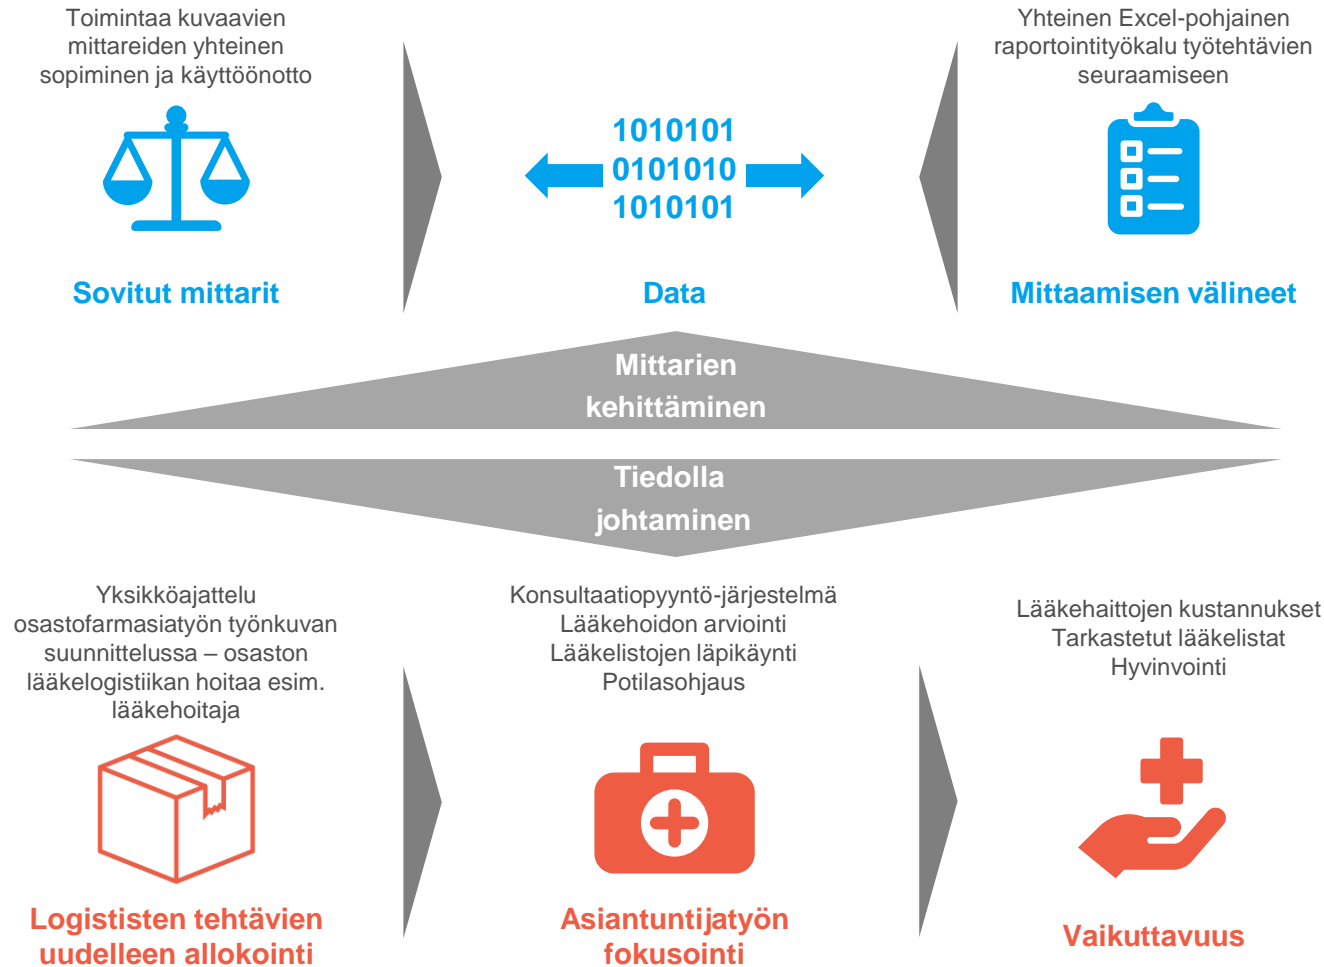 Toimintaa kuvaavien
mittareiden yhteinen
sopiminen ja käyttöönotto
Sovitut mittarit
1010101
0101010
1010101
Data
Yhteinen Excel-pohjainen
raportointityökalu työtehtävien
seuraamiseen
Mittaamisen välineet
Mittarien
kehittäminen
Tiedolla
johtaminen
Yksikköajattelu
osastofarmasiatyön työnkuvan
suunnittelussa – osaston
lääkelogistiikan hoitaa esim.
lääkehoitaja
Logististen tehtävien
uudelleen allokointi
Konsultaatiopyyntö-järjestelmä
Lääkehoidon arviointi
Lääkelistojen läpikäynti
Potilasohjaus
Asiantuntijatyön
fokusointi
Lääkehaittojen kustannukset
Tarkastetut lääkelistat
Hyvinvointi
Vaikuttavuus